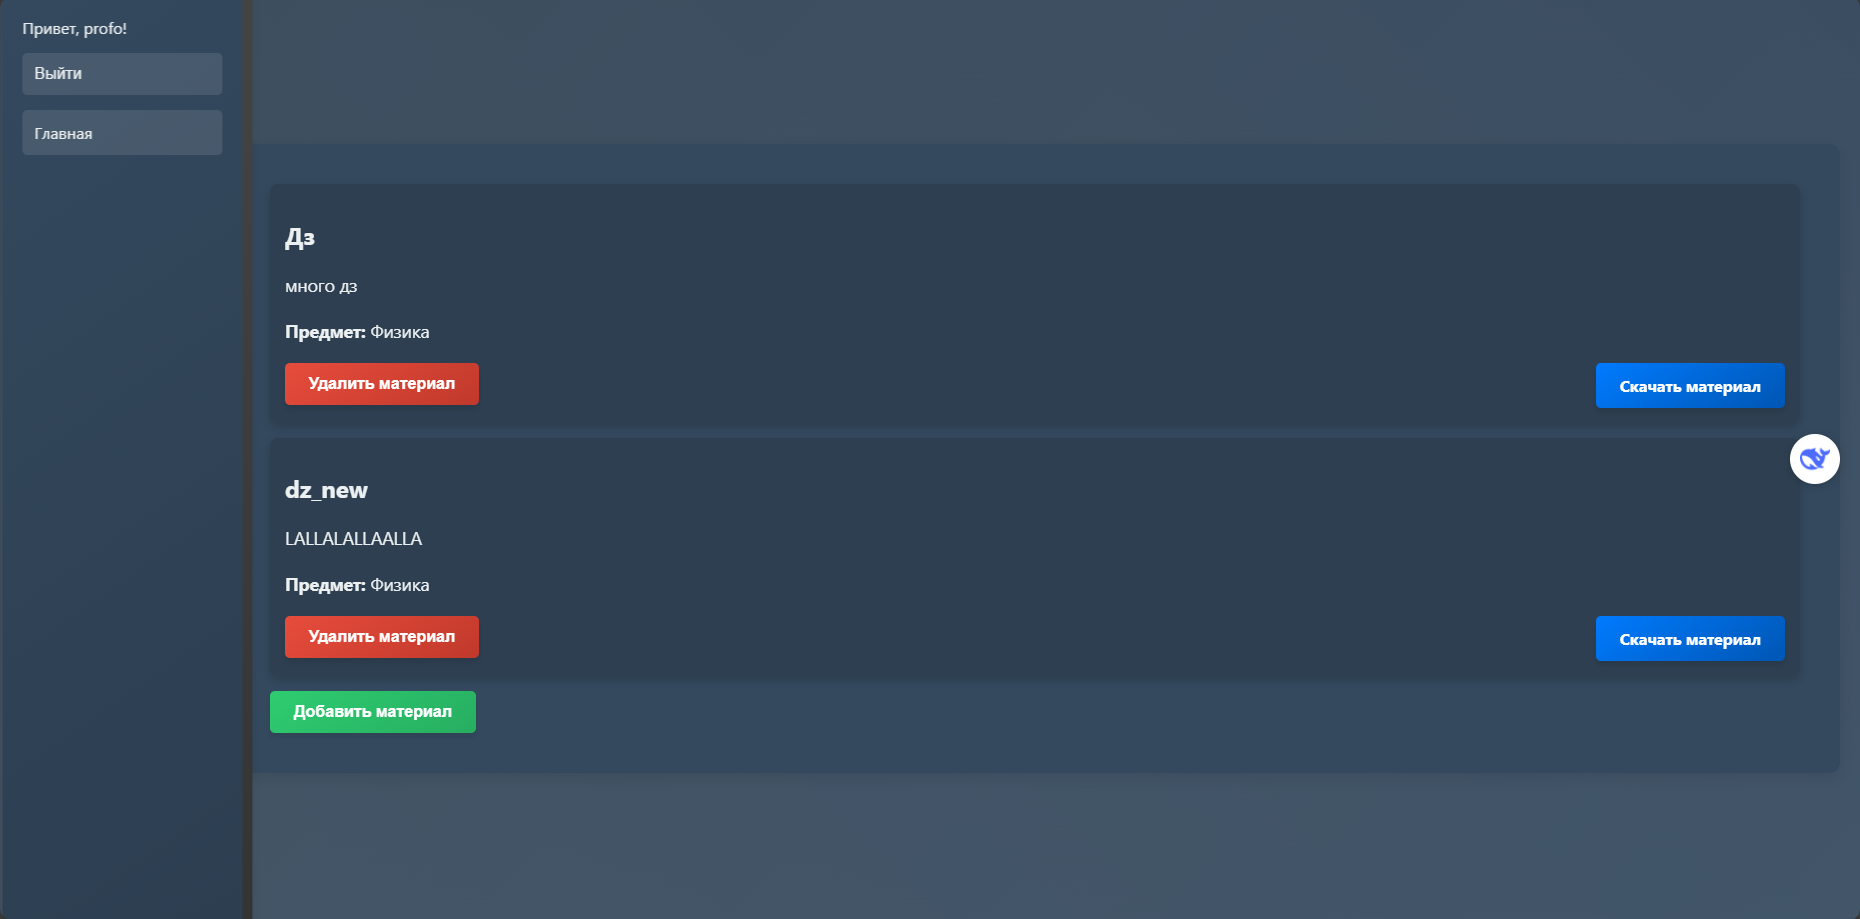 Привет, profo!
Выйти
Главная
Дз
много дз
Предмет: Физика
Удалить материал
Скачать материал
dz_new
LALLALALLAALLA
Предмет: Физика
Удалить материал
Скачать материал
Добавить материал